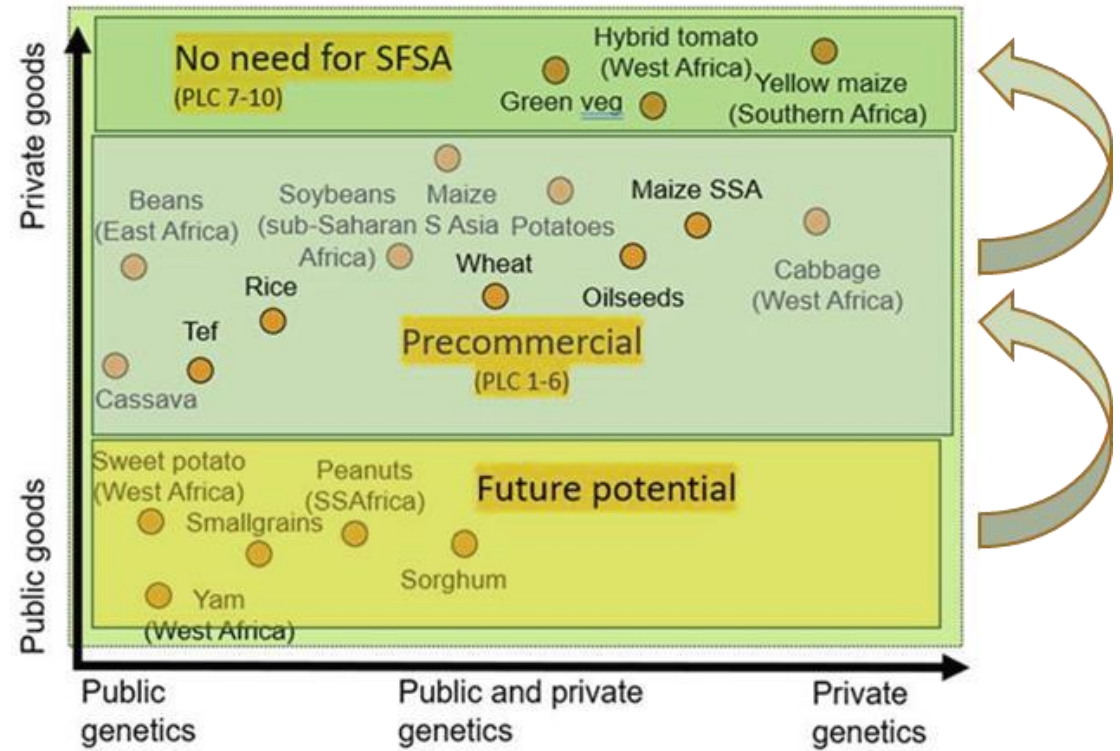 Private goods
Public goods
No need for SFSA
(PLC 7-10)
Hybrid tomato
(West Africa)
Green veg
Yellow maize
(Southern Africa)
Beans
(East Africa)
Soybeans
(sub-Saharan
Africa)
Maize
S Asia
Potatoes
Maize SSA
Cabbage
(West Africa)
Rice
Wheat
Oilseeds
Tef
Precommercial
(PLC 1-6)
Cassava
Sweet potato
(West Africa)
Peanuts
(SSAfrica)
Future potential
Smallgrains
Sorghum
Yam
(West Africa)
Public
genetics
Public and private
genetics
Private
genetics